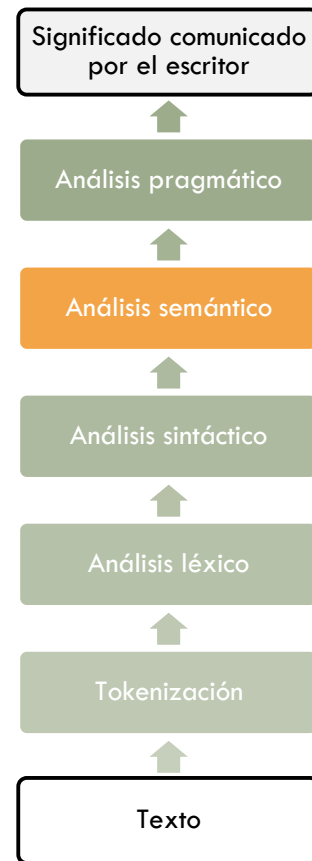 Significado comunicado
por el escritor
Análisis pragmático
Análisis semántico
Análisis sintáctico
Análisis léxico
Tokenización
Texto